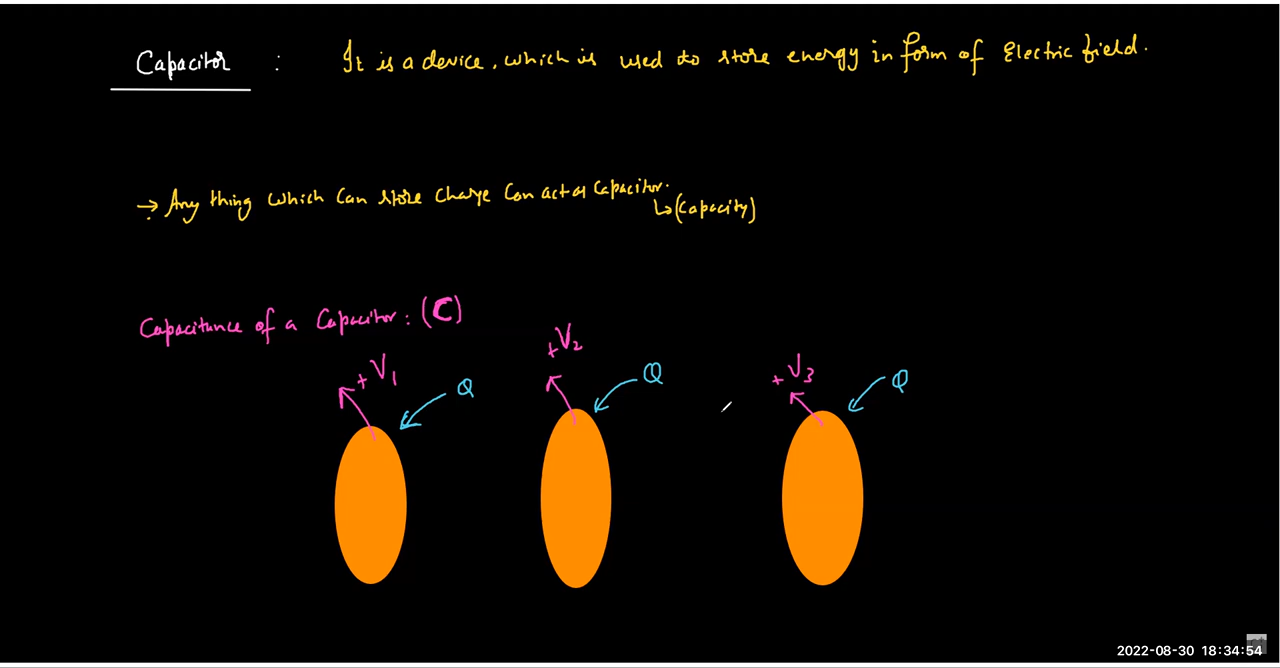 Capacitor : It is a device, which is used to store energy in form of Electric field.
→ Any thing which can store charge Can act as Capacitor.
↳ (Capacity)
Capacitance of a Capacitor : (C)
+V₁ Q +V₂ Q +V₃ Q
2022-08-30 18:34:54